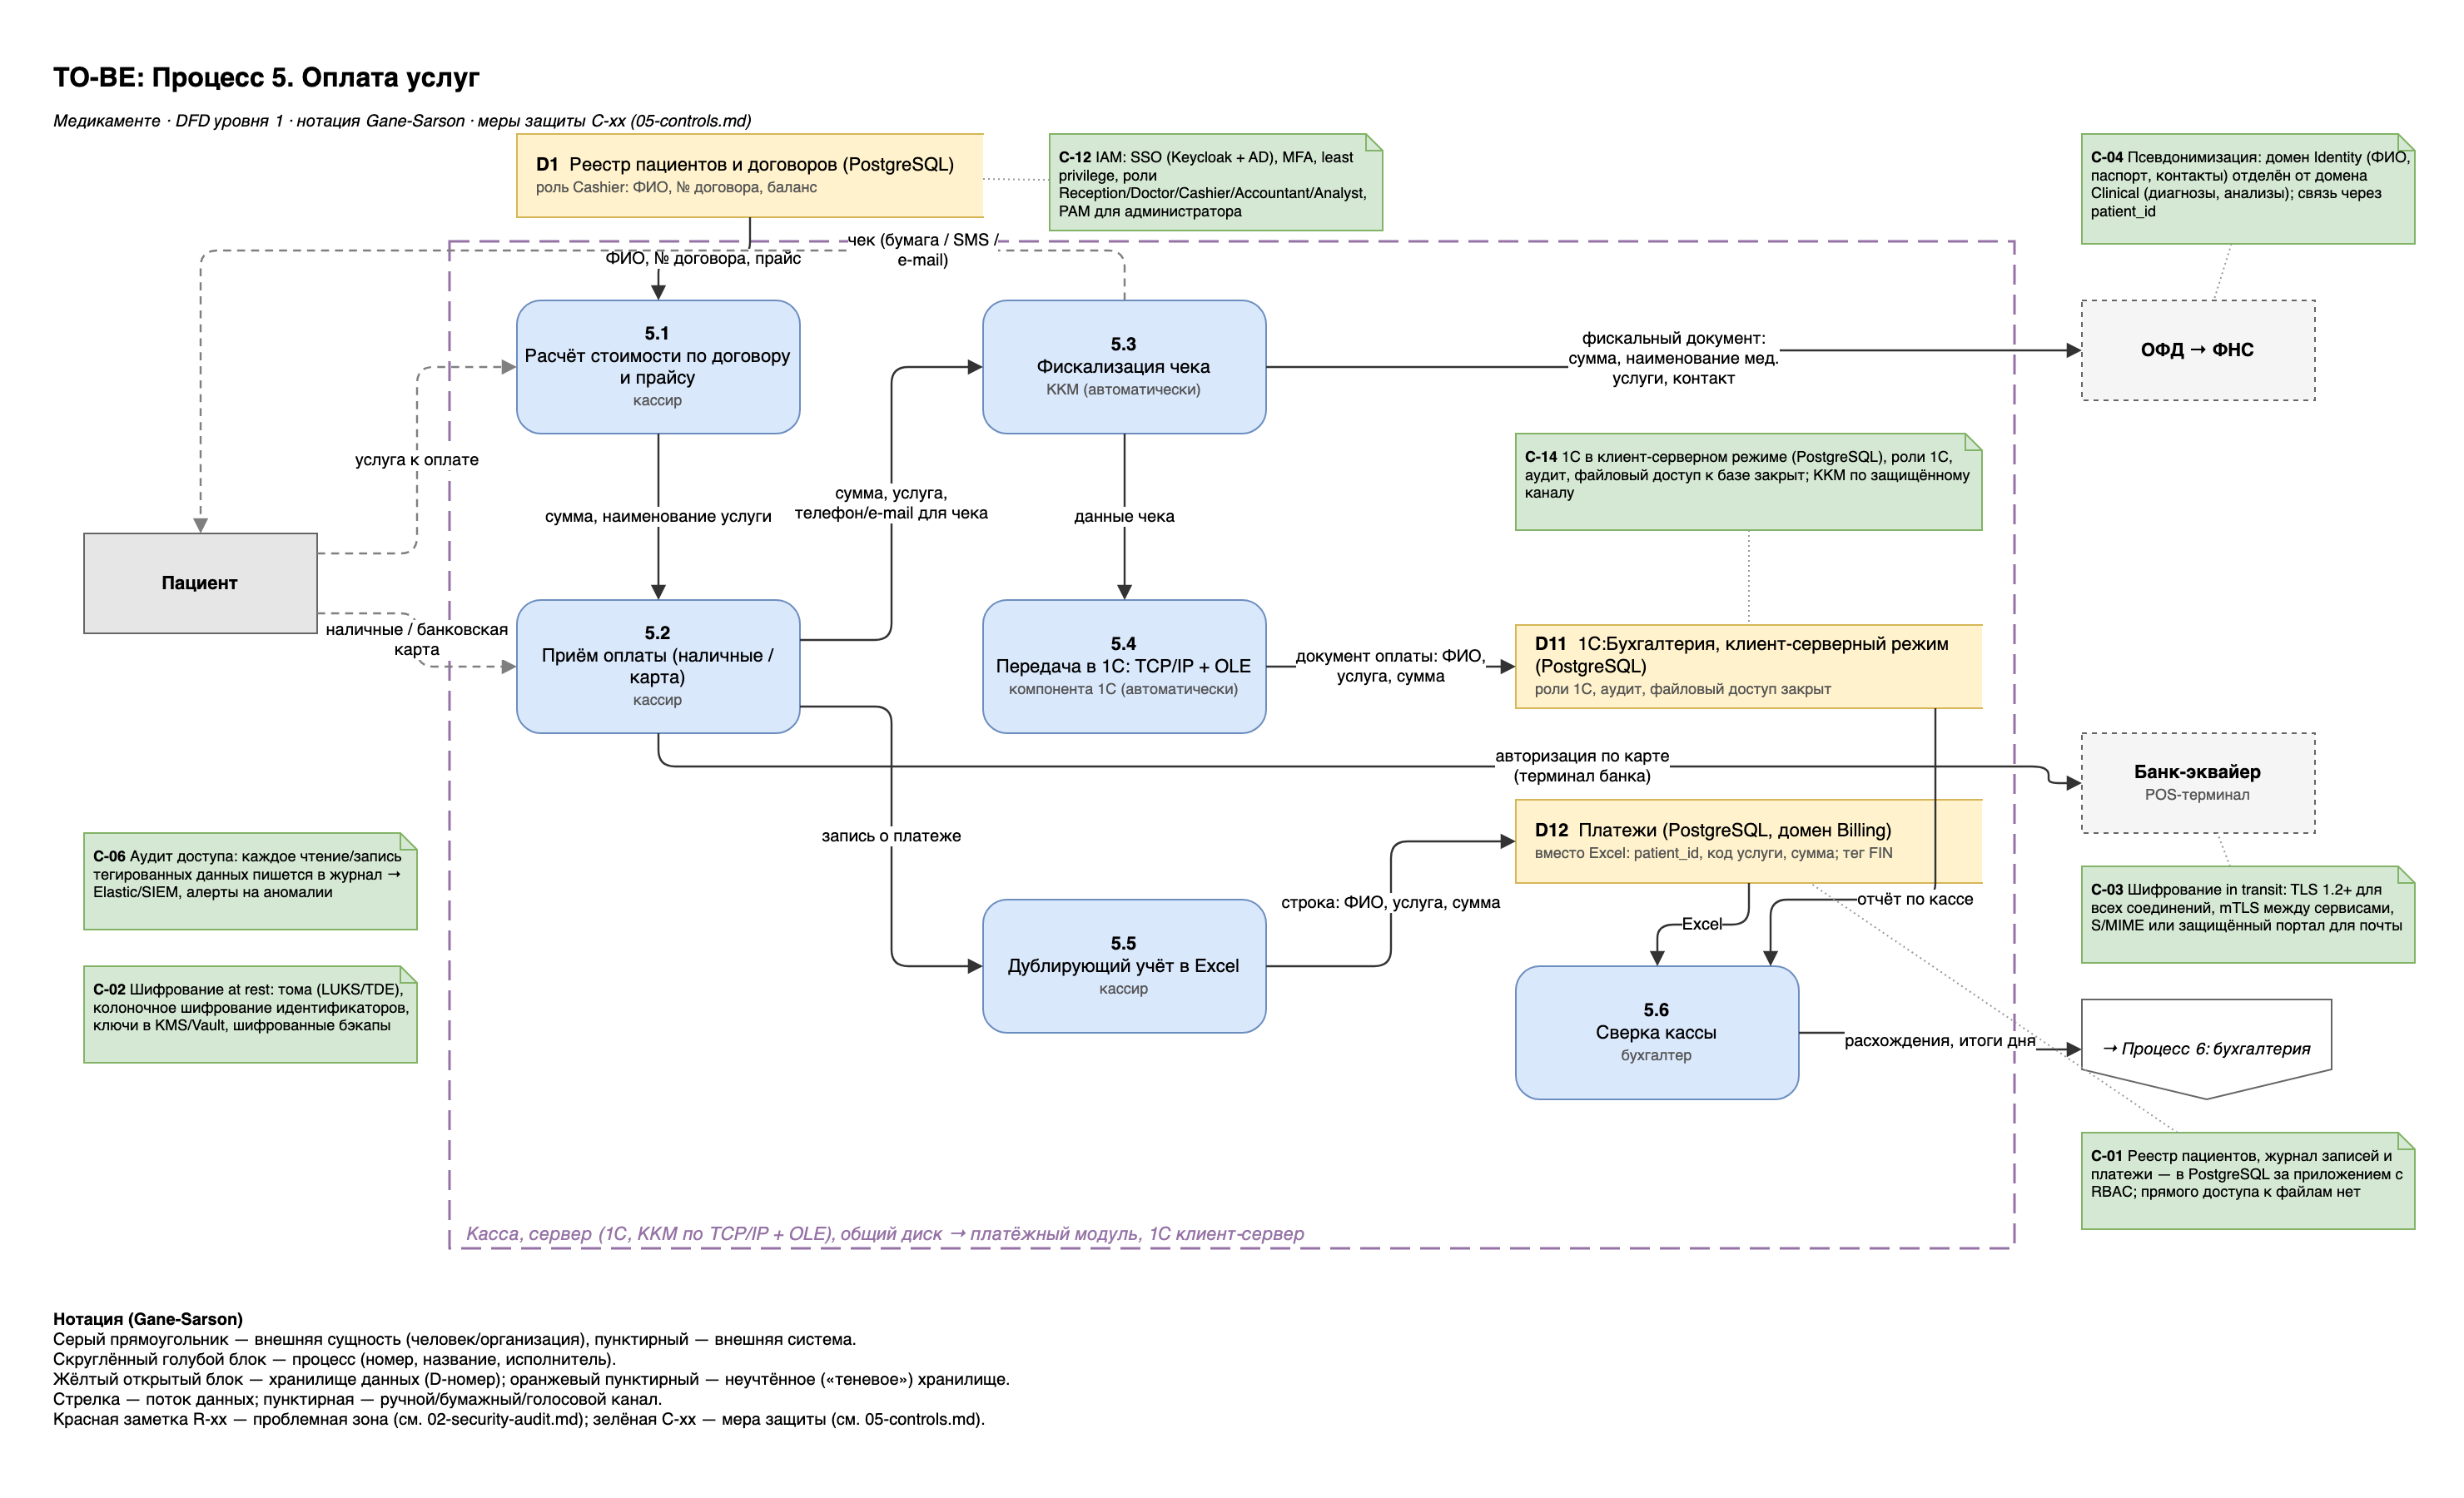 TO-BE: Процесс 5. Оплата услуг
Медикаменте · DFD уровня 1 · нотация Gane-Sarson · меры защиты C-xx (05-controls.md)
D1 Реестр пациентов и договоров (PostgreSQL)
роль Cashier: ФИО, № договора, баланс
C-12 IAM: SSO (Keycloak + AD), MFA, least
privilege, роли
Reception/Doctor/Cashier/Accountant/Analyst,
PAM для администратора
C-04 Псевдонимизация: домен Identity (ФИО,
паспорт, контакты) отделён от домена
Clinical (диагнозы, анализы); связь через
patient_id
чек (бумага / SMS /
e-mail)
ФИО, № договора, прайс
5.1
Расчёт стоимости по договору
и прайсу
кассир
5.3
Фискализация чека
ККМ (автоматически)
фискальный документ:
сумма, наименование мед.
услуги, контакт
ОФД → ФНС
услуга к оплате
C-14 1С в клиент-серверном режиме (PostgreSQL), роли 1С,
аудит, файловый доступ к базе закрыт; ККМ по защищённому
каналу
сумма, наименование услуги
сумма, услуга,
телефон/e-mail для чека
данные чека
Пациент
наличные / банковская
карта
5.2
Приём оплаты (наличные /
карта)
кассир
5.4
Передача в 1С: TCP/IP + OLE
компонента 1С (автоматически)
документ оплаты: ФИО,
услуга, сумма
D11 1С:Бухгалтерия, клиент-серверный режим
(PostgreSQL)
роли 1С, аудит, файловый доступ закрыт
авторизация по карте
(терминал банка)
Банк-эквайер
POS-терминал
запись о платеже
D12 Платежи (PostgreSQL, домен Billing)
вместо Excel: patient_id, код услуги, сумма; тег FIN
C-06 Аудит доступа: каждое чтение/запись
тегированных данных пишется в журнал →
Elastic/SIEM, алерты на аномалии
C-03 Шифрование in transit: TLS 1.2+ для
всех соединений, mTLS между сервисами,
S/MIME или защищённый портал для почты
строка: ФИО, услуга, сумма
отчёт по кассе
Excel
5.5
Дублирующий учёт в Excel
кассир
C-02 Шифрование at rest: тома (LUKS/TDE),
колоночное шифрование идентификаторов,
ключи в KMS/Vault, шифрованные бэкапы
5.6
Сверка кассы
бухгалтер
расхождения, итоги дня
→ Процесс 6: бухгалтерия
C-01 Реестр пациентов, журнал записей и
платежи — в PostgreSQL за приложением с
RBAC; прямого доступа к файлам нет
Касса, сервер (1С, ККМ по TCP/IP + OLE), общий диск → платёжный модуль, 1С клиент-сервер
Нотация (Gane-Sarson)
Серый прямоугольник — внешняя сущность (человек/организация), пунктирный — внешняя система.
Скруглённый голубой блок — процесс (номер, название, исполнитель).
Жёлтый открытый блок — хранилище данных (D-номер); оранжевый пунктирный — неучтённое («теневое») хранилище.
Стрелка — поток данных; пунктирная — ручной/бумажный/голосовой канал.
Красная заметка R-xx — проблемная зона (см. 02-security-audit.md); зелёная C-xx — мера защиты (см. 05-controls.md).